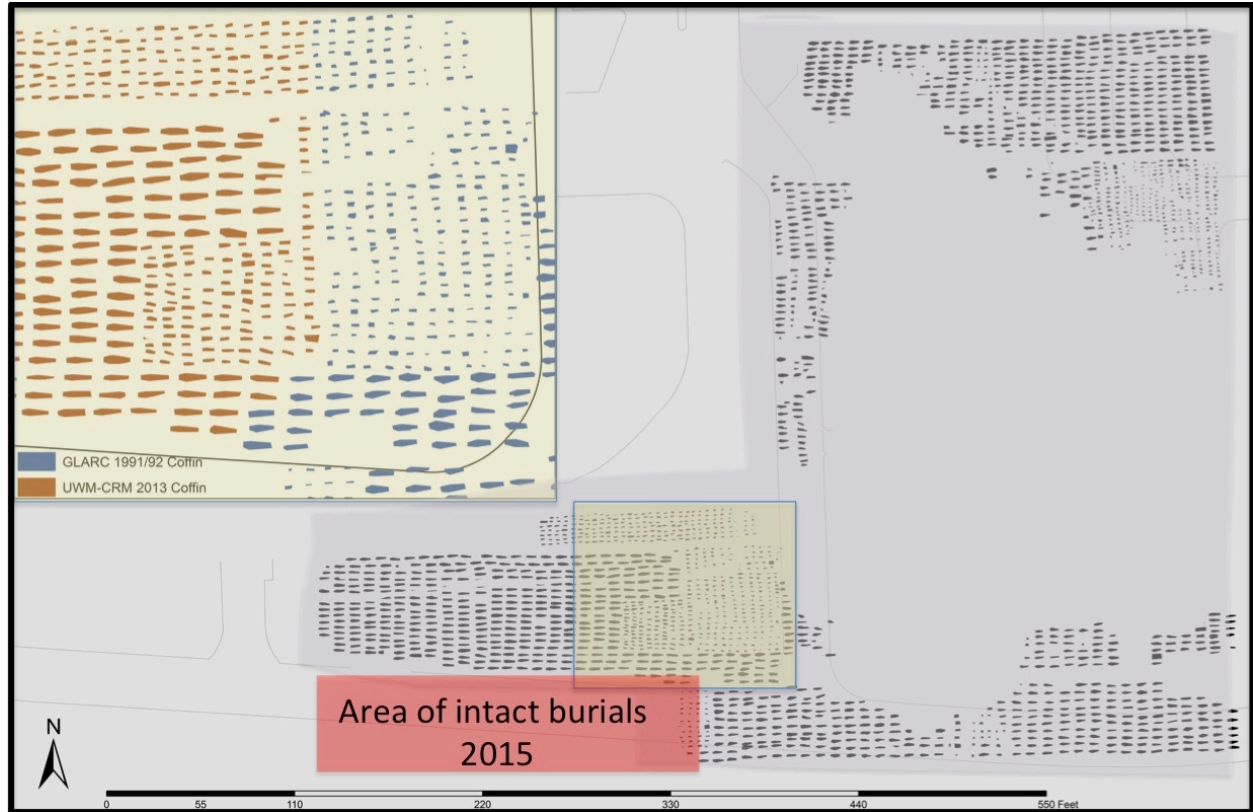 GLARC 1991/92 Coffin
UWM-CRM 2013 Coffin
Area of intact burials
2015
N
0 55 110 220 330 440 550 Feet